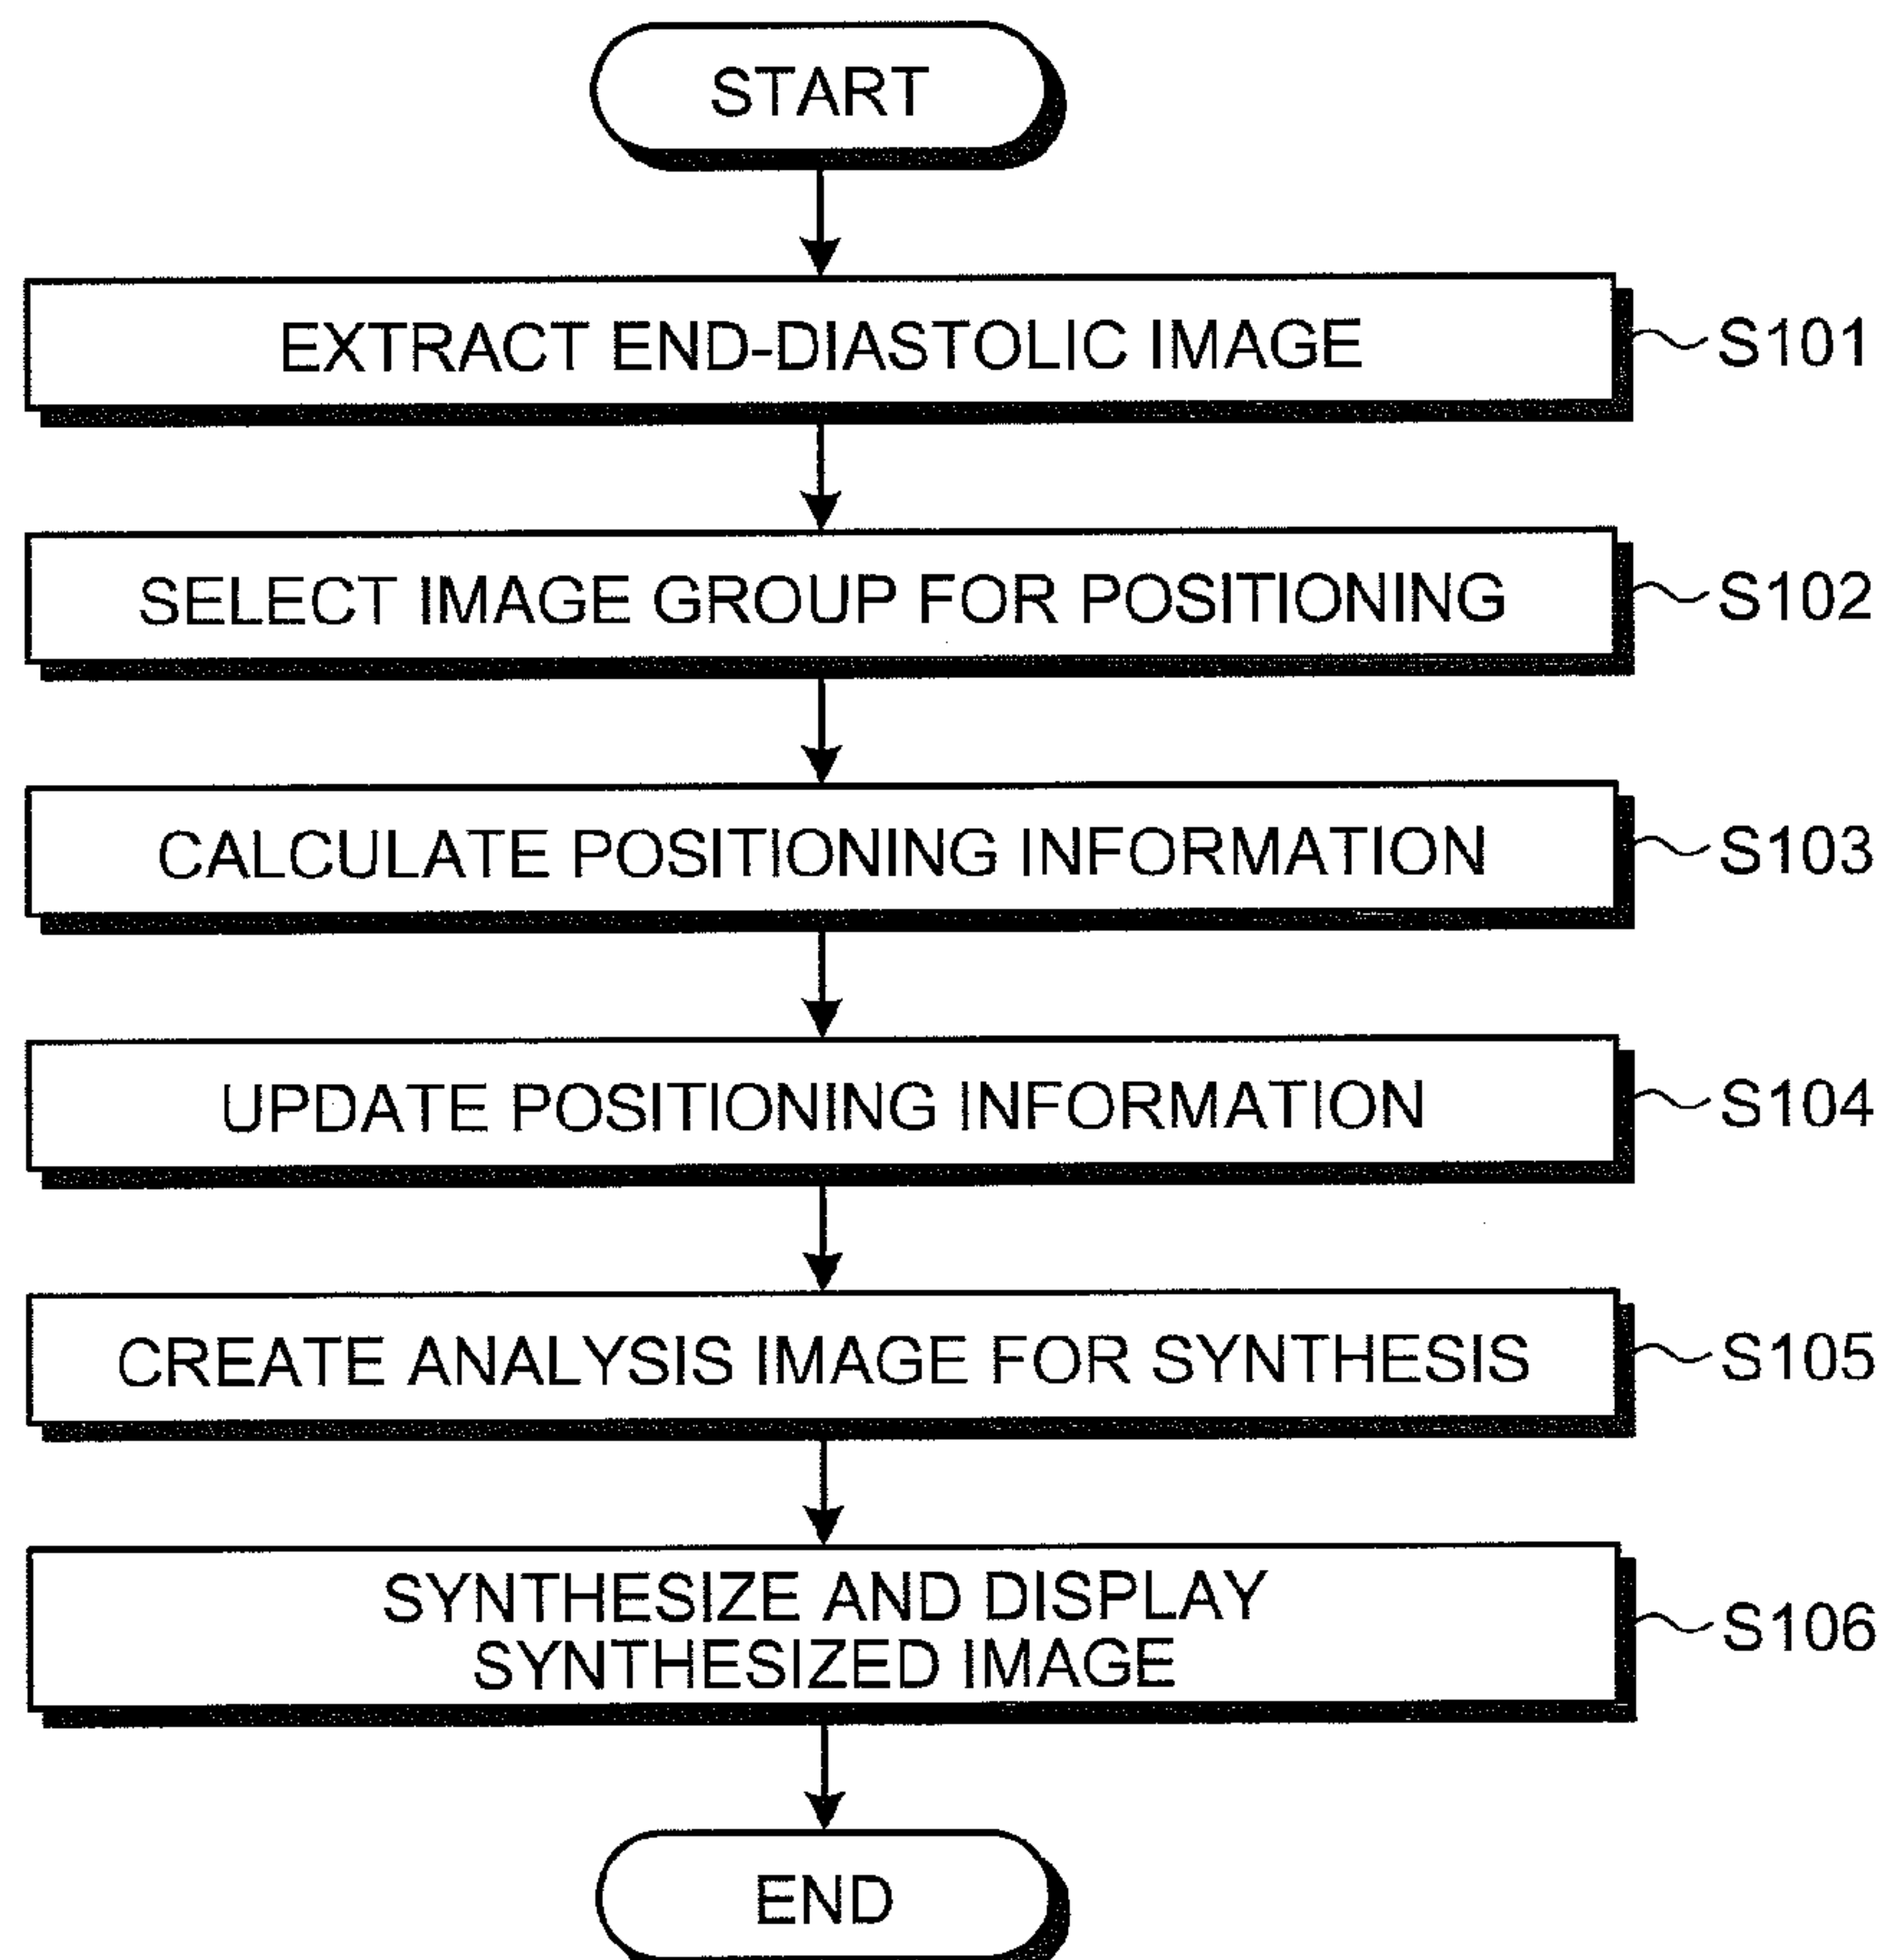 START
EXTRACT END-DIASTOLIC IMAGE
S101
SELECT IMAGE GROUP FOR POSITIONING
S102
CALCULATE POSITIONING INFORMATION
S103
UPDATE POSITIONING INFORMATION
S104
CREATE ANALYSIS IMAGE FOR SYNTHESIS
S105
SYNTHESIZE AND DISPLAY
SYNTHESIZED IMAGE
S106
END